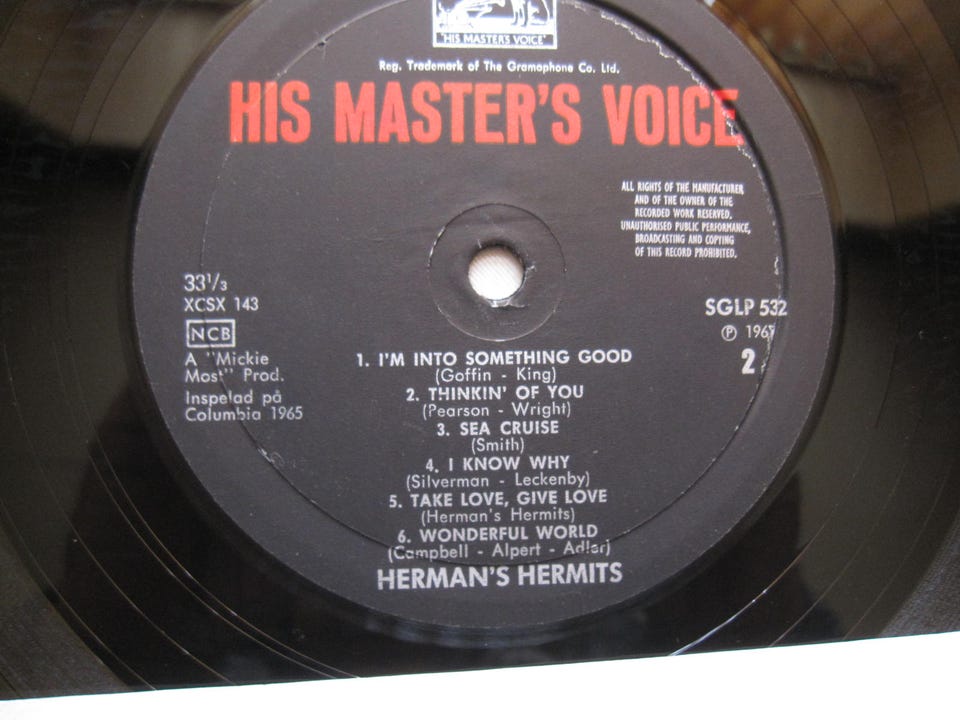 "HIS MASTER'S VOICE"
Reg. Trademark of The Gramophone Co. Ltd.
HIS MASTER'S VOICE
ALL RIGHTS OF THE MANUFACTURER
AND OF THE OWNER OF THE
RECORDED WORK RESERVED.
UNAUTHORISED PUBLIC PERFORMANCE,
BROADCASTING AND COPYING
OF THIS RECORD PROHIBITED.
33⅓
XCSX 143
NCB
A "Mickie
Most" Prod.
Inspelad på
Columbia 1965
SGLP 532
Ⓟ 1967
2
1. I'M INTO SOMETHING GOOD
(Goffin - King)
2. THINKIN' OF YOU
(Pearson - Wright)
3. SEA CRUISE
(Smith)
4. I KNOW WHY
(Silverman - Leckenby)
5. TAKE LOVE, GIVE LOVE
(Herman's Hermits)
6. WONDERFUL WORLD
(Campbell - Alpert - Adler)
HERMAN'S HERMITS